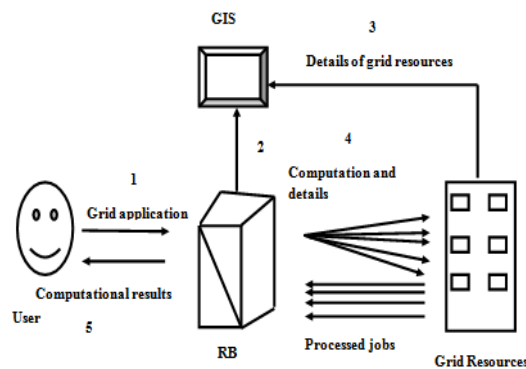 GIS
3
Details of grid resources
2
4
1
Computation and
details
Grid application
Computational results
User
5
RB
Processed jobs
Grid Resources